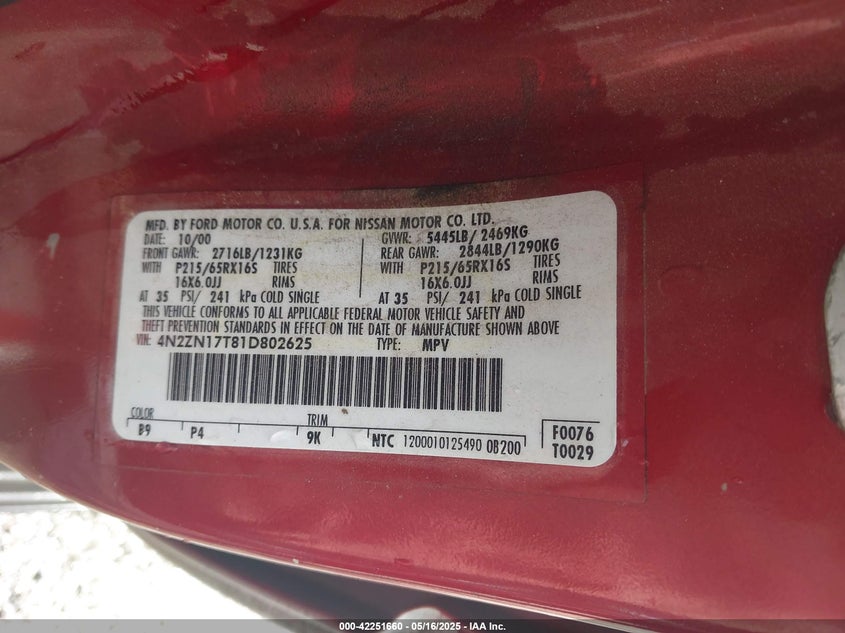 MFD. BY FORD MOTOR CO. U.S.A. FOR NISSAN MOTOR CO. LTD.
DATE: 10/00 GVWR: 5445LB/ 2469KG
FRONT GAWR: 2716LB/1231KG REAR GAWR: 2844LB/1290KG
WITH P215/65RX16S TIRES WITH P215/65RX16S TIRES
16X6.0JJ RIMS 16X6.0JJ RIMS
AT 35 PSI/ 241 kPa COLD SINGLE AT 35 PSI/ 241 kPa COLD SINGLE
THIS VEHICLE CONFORMS TO ALL APPLICABLE FEDERAL MOTOR VEHICLE SAFETY AND
THEFT PREVENTION STANDARDS IN EFFECT ON THE DATE OF MANUFACTURE SHOWN ABOVE
VIN: 4N2ZN17T81D802625 TYPE: MPV
COLOR TRIM
B9 P4 9K NTC 1200010125490 0B200 F0076
T0029
000-42251660 - 05/16/2025 - IAA Inc.